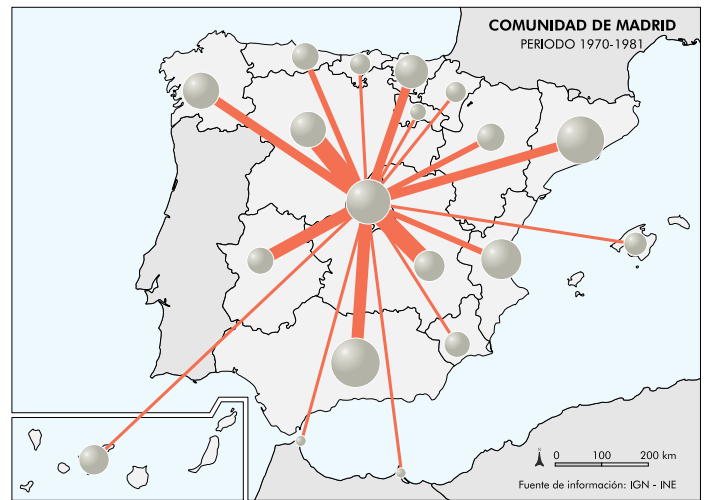 COMUNIDAD DE MADRID
PERIODO 1970-1981
N
0 100 200 km
Fuente de información: IGN - INE